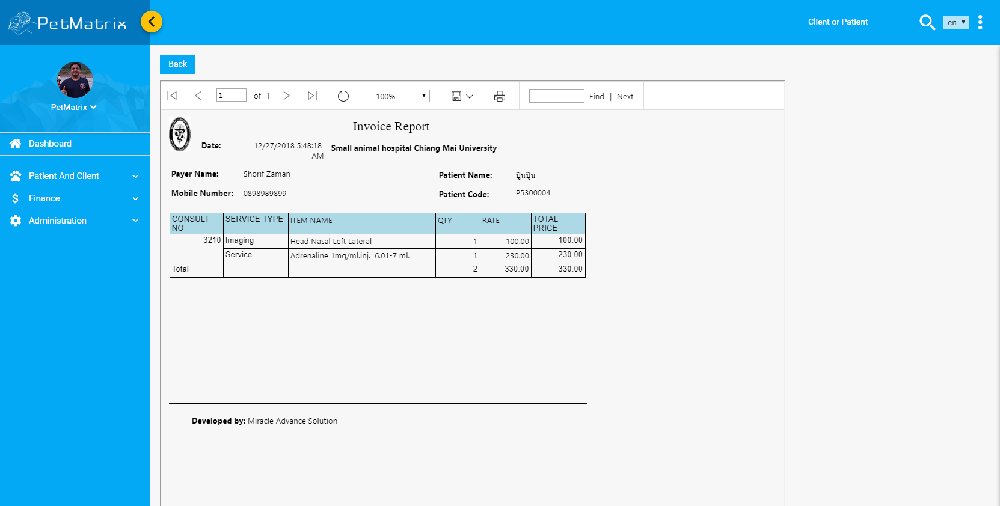 PetMatrix
Client or Patient
en
PetMatrix
Dashboard
Patient And Client
Finance
Administration
Back
1 of 1
100%
Find | Next
Invoice Report
Date: 12/27/2018 5:48:18 AM
Small animal hospital Chiang Mai University
Payer Name: Shorif Zaman
Patient Name: ปุ๊นปุ๊น
Mobile Number: 0898989899
Patient Code: P5300004
CONSULT NO SERVICE TYPE ITEM NAME QTY RATE TOTAL PRICE
3210 Imaging Head Nasal Left Lateral 1 100.00 100.00
Service Adrenaline 1mg/ml.inj. 6.01-7 ml. 1 230.00 230.00
Total 2 330.00 330.00
Developed by: Miracle Advance Solution